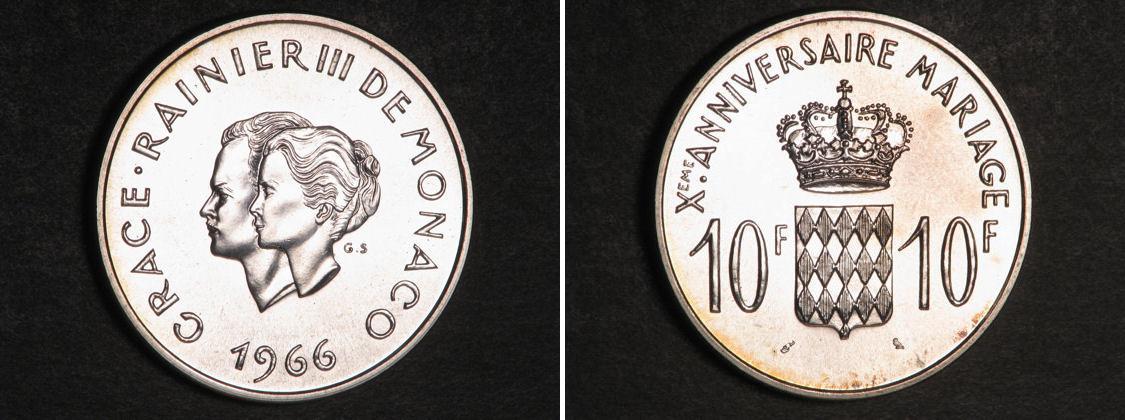 GRACE · RAINIER III DE MONACO
G.S
1966
XEME · ANNIVERSAIRE MARIAGE
10F 10F